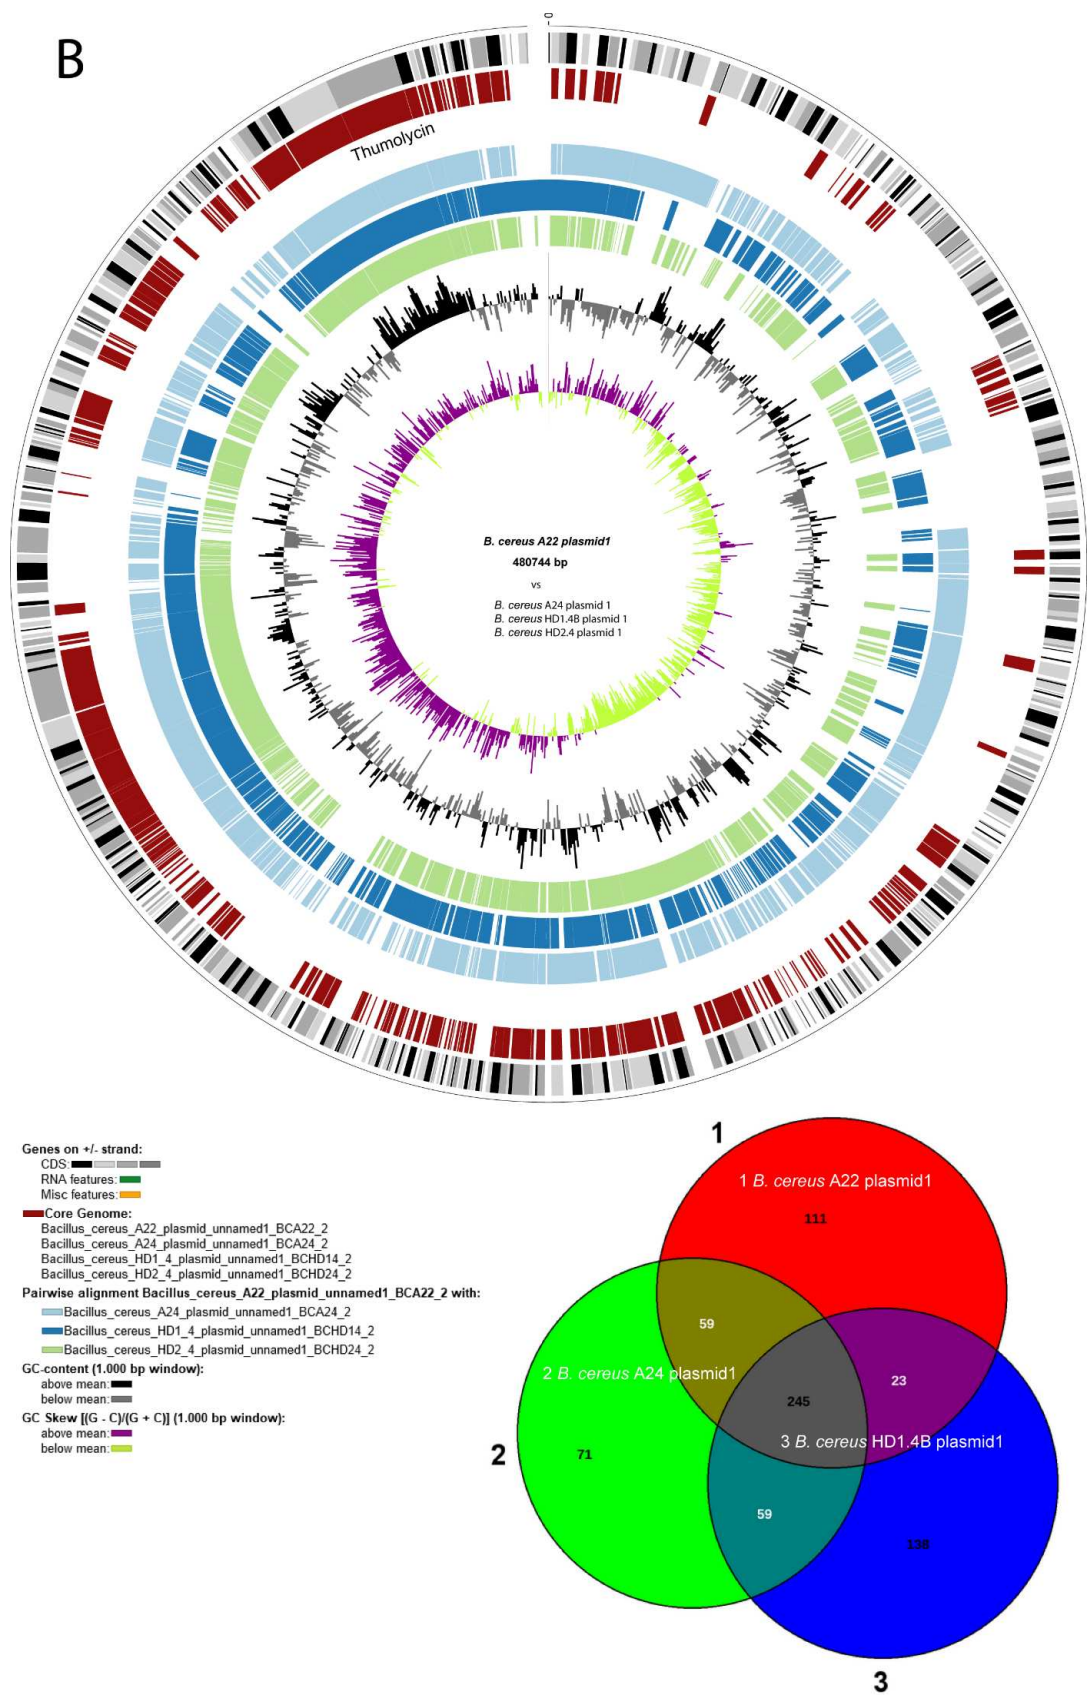 B
0
Thumolycin
B. cereus A22 plasmid1
480744 bp
vs
B. cereus A24 plasmid 1
B. cereus HD1.4B plasmid 1
B. cereus HD2.4 plasmid 1
Genes on +/- strand:
CDS:
RNA features:
Misc features:
Core Genome:
Bacillus_cereus_A22_plasmid_unnamed1_BCA22_2
Bacillus_cereus_A24_plasmid_unnamed1_BCA24_2
Bacillus_cereus_HD1_4_plasmid_unnamed1_BCHD14_2
Bacillus_cereus_HD2_4_plasmid_unnamed1_BCHD24_2
Pairwise alignment Bacillus_cereus_A22_plasmid_unnamed1_BCA22_2 with:
Bacillus_cereus_A24_plasmid_unnamed1_BCA24_2
Bacillus_cereus_HD1_4_plasmid_unnamed1_BCHD14_2
Bacillus_cereus_HD2_4_plasmid_unnamed1_BCHD24_2
GC-content (1.000 bp window):
above mean:
below mean:
GC Skew [(G - C)/(G + C)] (1.000 bp window):
above mean:
below mean:
1
1 B. cereus A22 plasmid1
111
59
2 B. cereus A24 plasmid1
23
245
3 B. cereus HD1.4B plasmid1
2
71
59
138
3